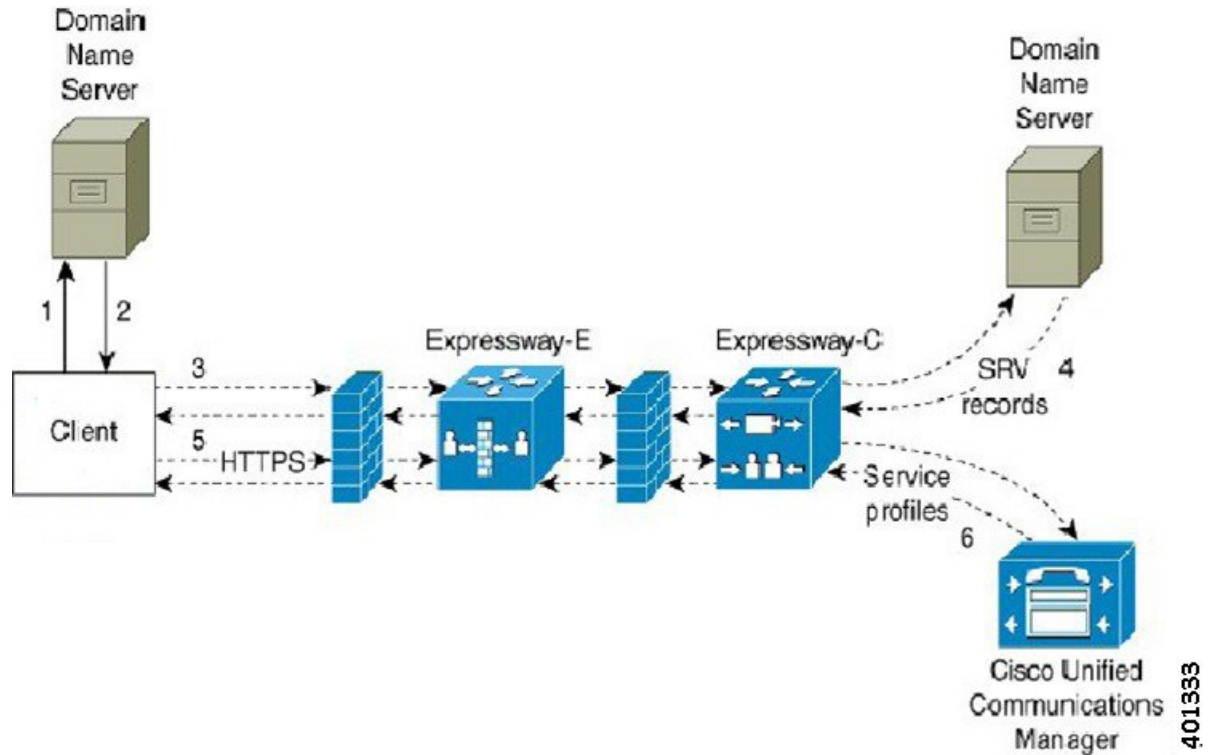 Domain
Name
Server
Domain
Name
Server
1
2
Expressway-E
Expressway-C
3
SRV
records
4
Client
5
HTTPS
Service
profiles
6
Cisco Unified
Communications
Manager
401333